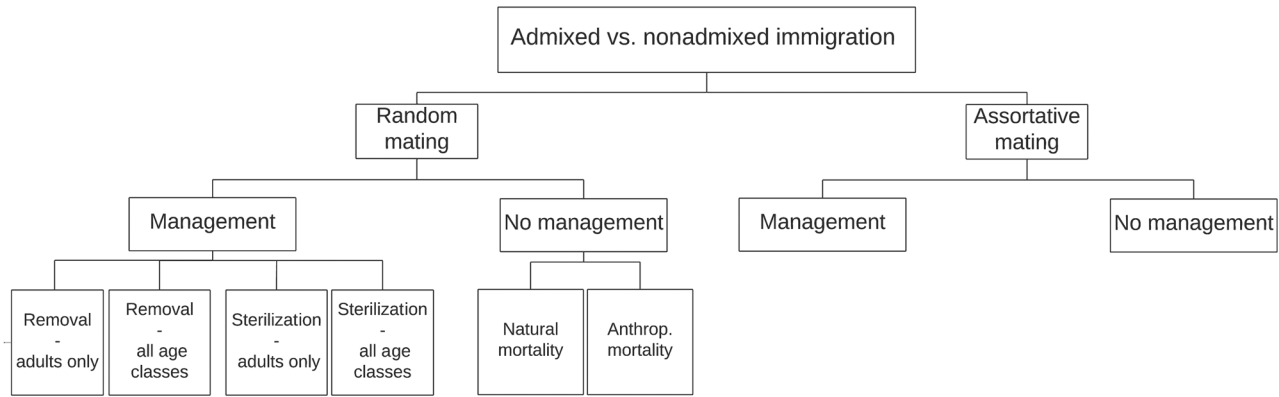 Admixed vs. nonadmixed immigration
Random
mating
Assortative
mating
Management
No management
Management
No management
Removal
-
adults only
Removal
-
all age
classes
Sterilization
-
adults only
Sterilization
-
all age
classes
Natural
mortality
Anthrop.
mortality